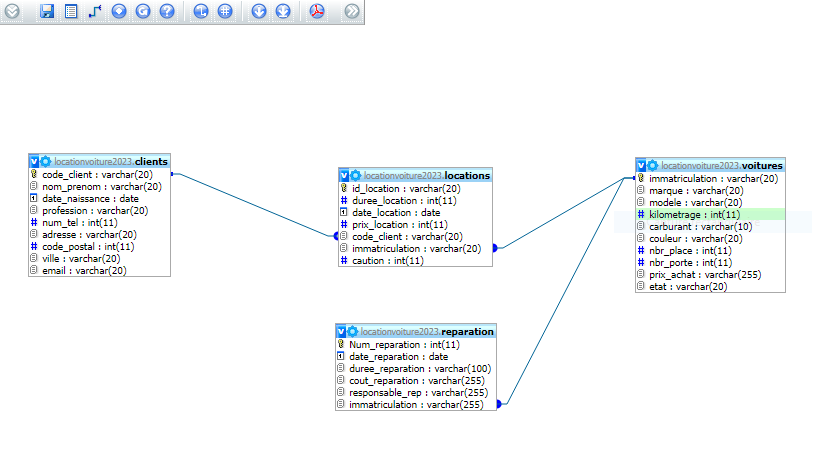 locationvoiture2023.clients
code_client : varchar(20)
nom_prenom : varchar(20)
date_naissance : date
profession : varchar(20)
num_tel : int(11)
adresse : varchar(20)
code_postal : int(11)
ville : varchar(20)
email : varchar(20)
locationvoiture2023.locations
id_location : varchar(20)
duree_location : int(11)
date_location : date
prix_location : int(11)
code_client : varchar(20)
immatriculation : varchar(20)
caution : int(11)
locationvoiture2023.voitures
immatriculation : varchar(20)
marque : varchar(20)
modele : varchar(20)
kilometrage : int(11)
carburant : varchar(10)
couleur : varchar(20)
nbr_place : int(11)
nbr_porte : int(11)
prix_achat : varchar(255)
etat : varchar(20)
locationvoiture2023.reparation
Num_reparation : int(11)
date_reparation : date
duree_reparation : varchar(100)
cout_reparation : varchar(255)
responsable_rep : varchar(255)
immatriculation : varchar(255)